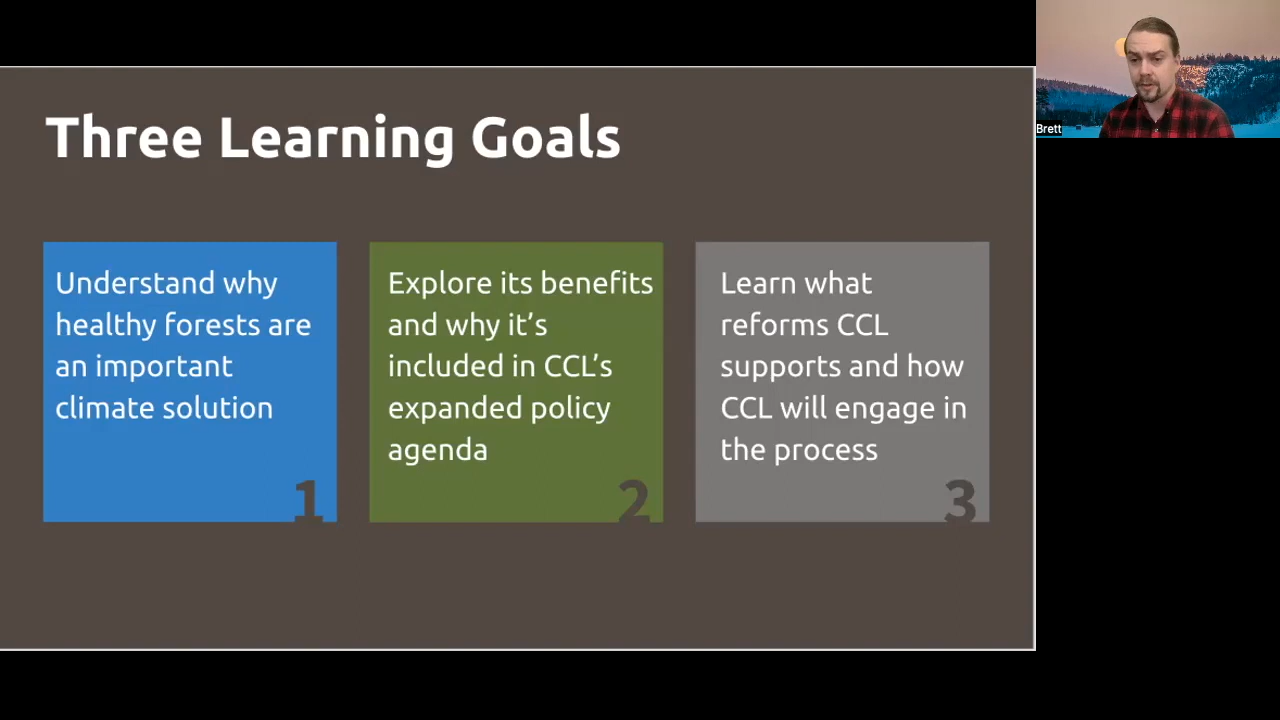 Three Learning Goals
Understand why
healthy forests are
an important
climate solution
1
Explore its benefits
and why it’s
included in CCL’s
expanded policy
agenda
2
Learn what
reforms CCL
supports and how
CCL will engage in
the process
3
Brett